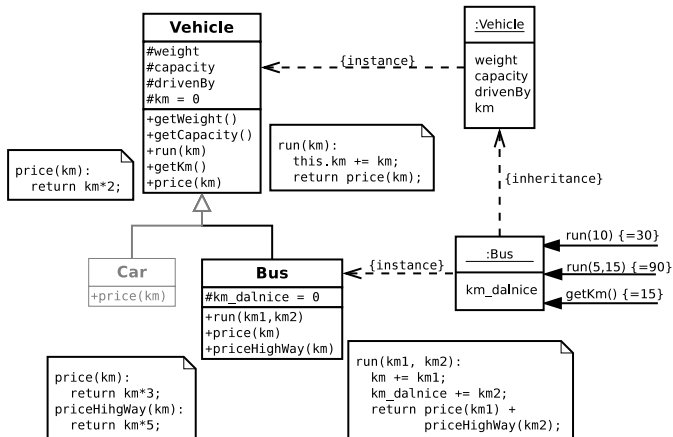 Vehicle
#weight
#capacity
#drivenBy
#km = 0
+getWeight()
+getCapacity()
+run(km)
+getKm()
+price(km)
{instance}
:Vehicle
weight
capacity
drivenBy
km
price(km):
return km*2;
run(km):
this.km += km;
return price(km);
{inheritance}
Car
+price(km)
Bus
#km_dalnice = 0
+run(km1,km2)
+price(km)
+priceHighWay(km)
{instance}
:Bus
km_dalnice
run(10) {=30}
run(5,15) {=90}
getKm() {=15}
price(km):
return km*3;
priceHihgWay(km):
return km*5;
run(km1, km2):
km += km1;
km_dalnice += km2;
return price(km1) +
priceHighWay(km2);